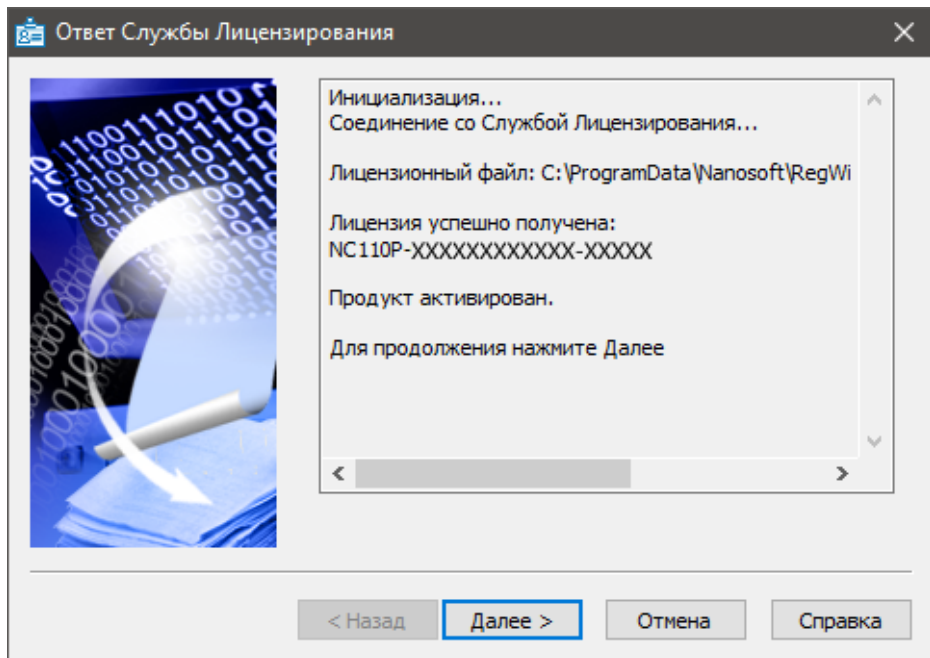 Ответ Службы Лицензирования
Инициализация...
Соединение со Службой Лицензирования...
Лицензионный файл: C:\ProgramData\Nanosoft\RegWi
Лицензия успешно получена:
NC110P-XXXXXXXXXXXX-XXXXX
Продукт активирован.
Для продолжения нажмите Далее
< Назад
Далее >
Отмена
Справка